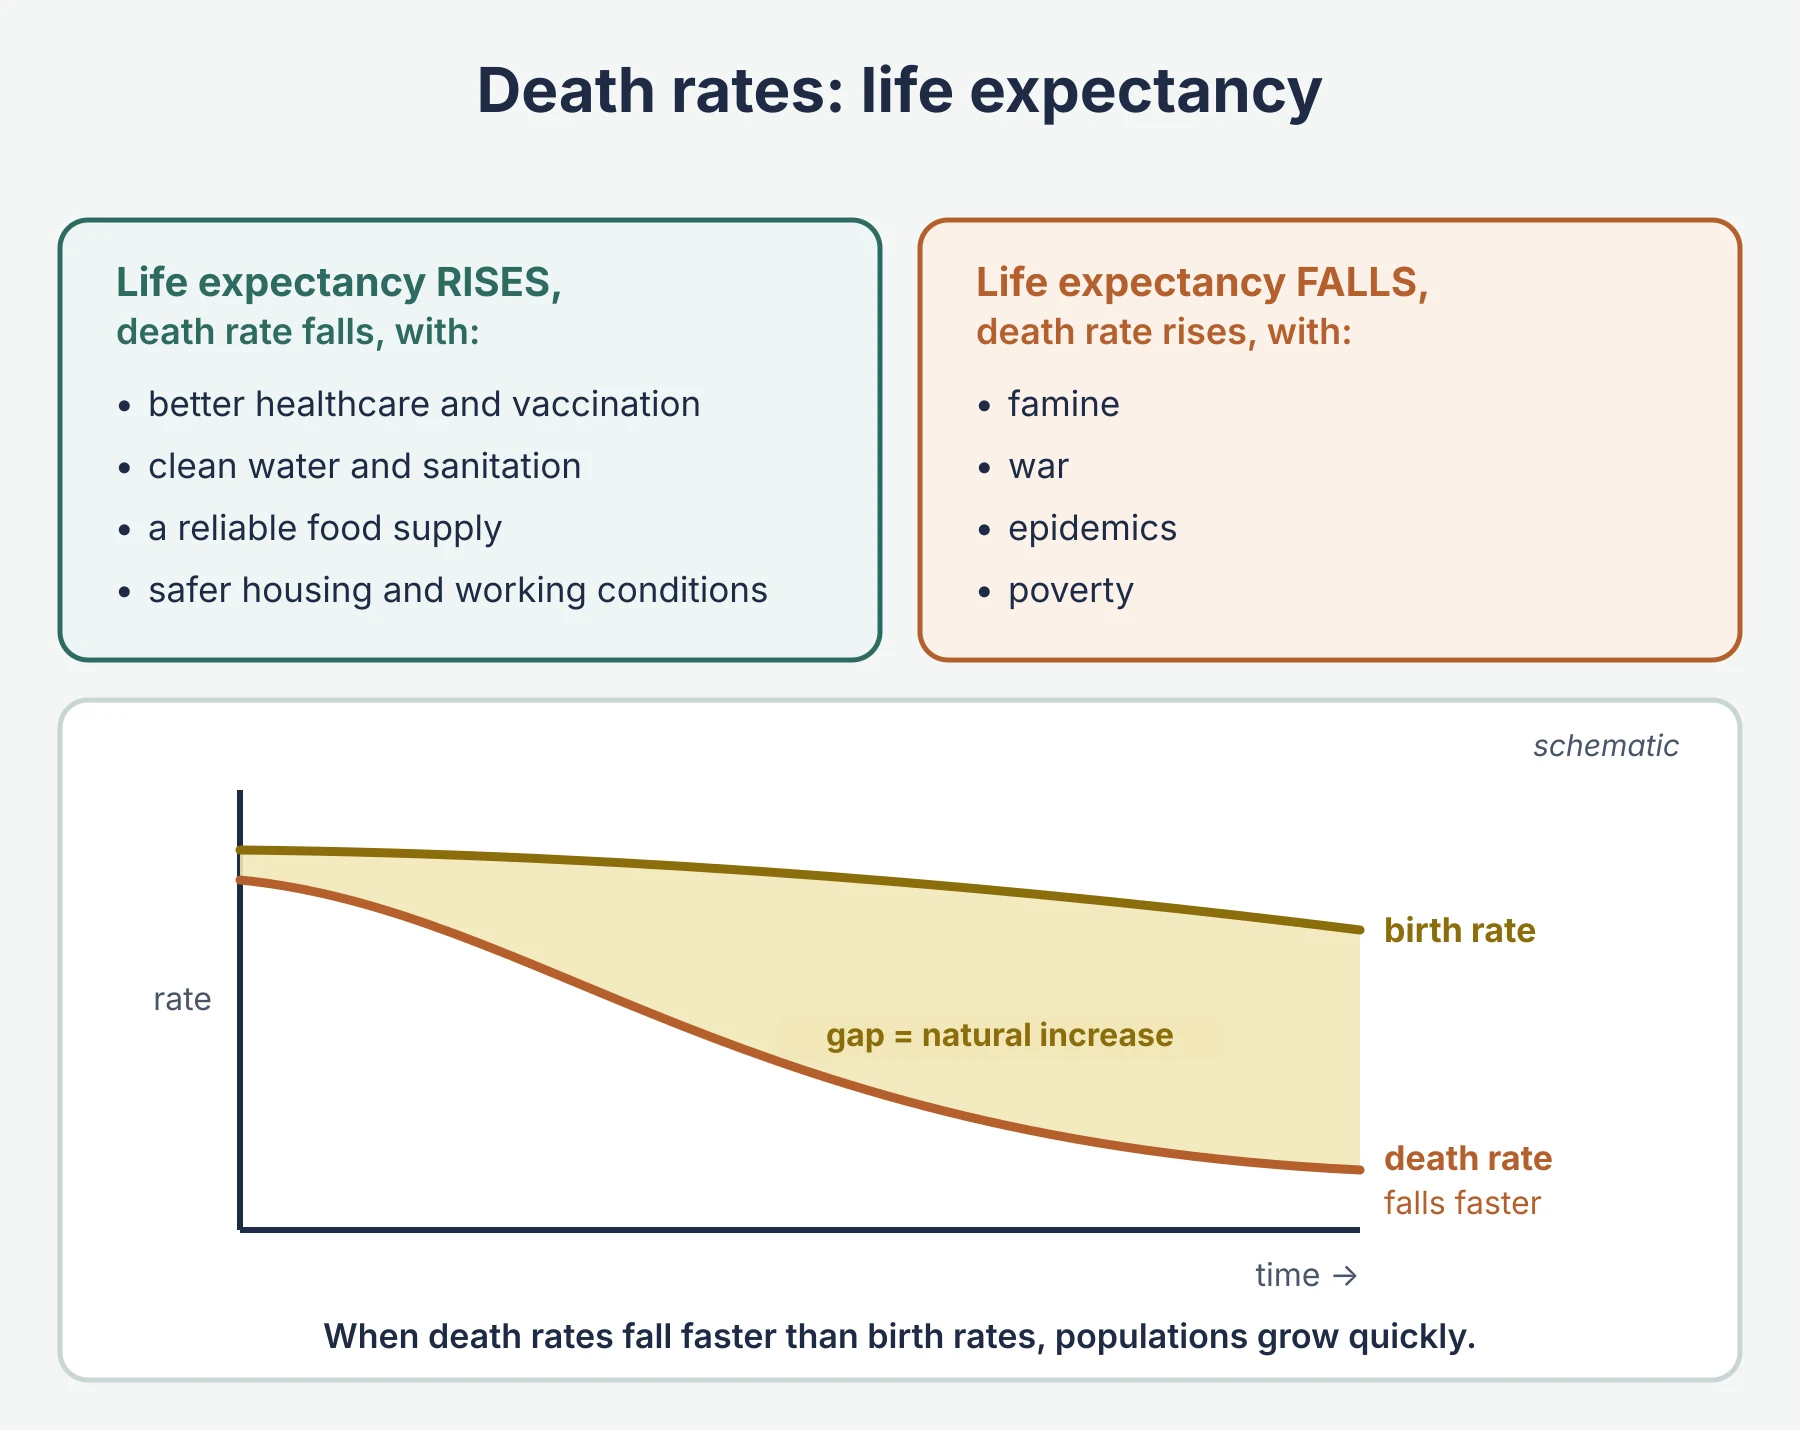 Death rates: life expectancy
Life expectancy RISES,
death rate falls, with:
• better healthcare and vaccination
• clean water and sanitation
• a reliable food supply
• safer housing and working conditions
Life expectancy FALLS,
death rate rises, with:
• famine
• war
• epidemics
• poverty
schematic
birth rate
rate
gap = natural increase
death rate
falls faster
time →
When death rates fall faster than birth rates, populations grow quickly.